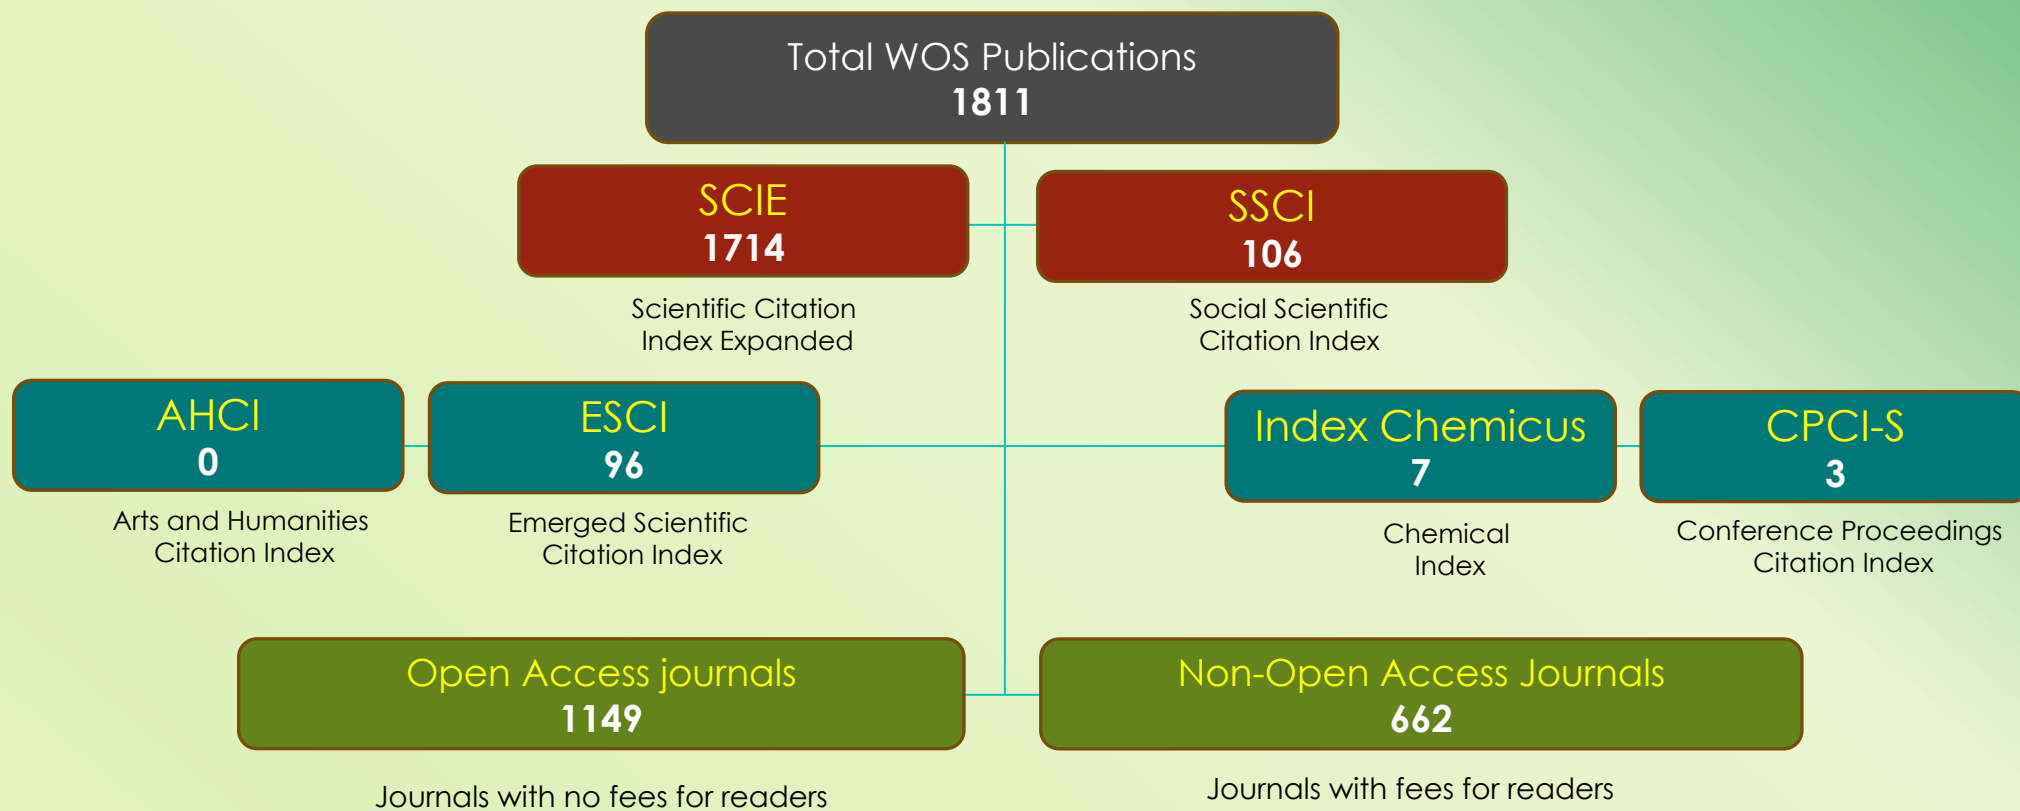 Total WOS Publications
1811
SCIE
1714
SSCI
106
Scientific Citation
Index Expanded
Social Scientific
Citation Index
AHCI
0
ESCI
96
Index Chemicus
7
CPCI-S
3
Arts and Humanities
Citation Index
Emerged Scientific
Citation Index
Chemical
Index
Conference Proceedings
Citation Index
Open Access journals
1149
Non-Open Access Journals
662
Journals with no fees for readers
Journals with fees for readers